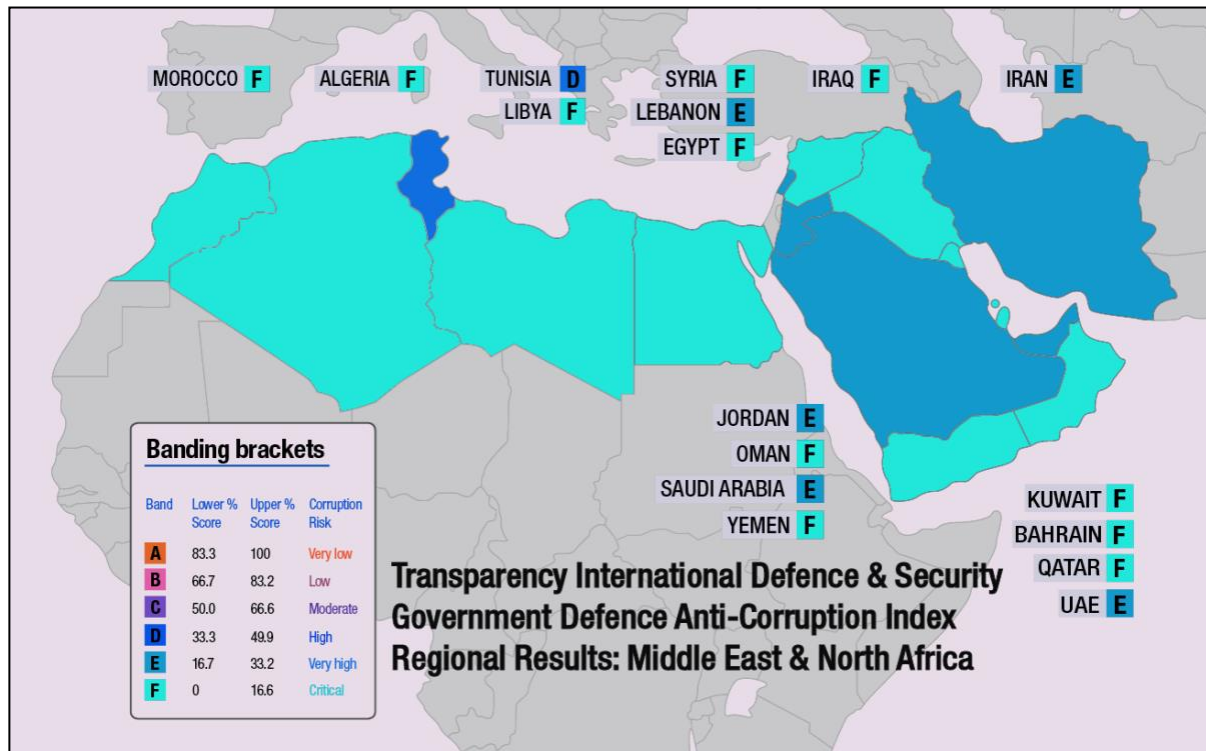 MOROCCO F
ALGERIA F
TUNISIA D
SYRIA F
IRAQ F
IRAN E
LIBYA F
LEBANON E
EGYPT F
JORDAN E
OMAN F
SAUDI ARABIA E
YEMEN F
KUWAIT F
BAHRAIN F
QATAR F
UAE E
Banding brackets
Band Lower % Score Upper % Score Corruption Risk
A 83.3 100 Very low
B 66.7 83.2 Low
C 50.0 66.6 Moderate
D 33.3 49.9 High
E 16.7 33.2 Very high
F 0 16.6 Critical
Transparency International Defence & Security
Government Defence Anti-Corruption Index
Regional Results: Middle East & North Africa